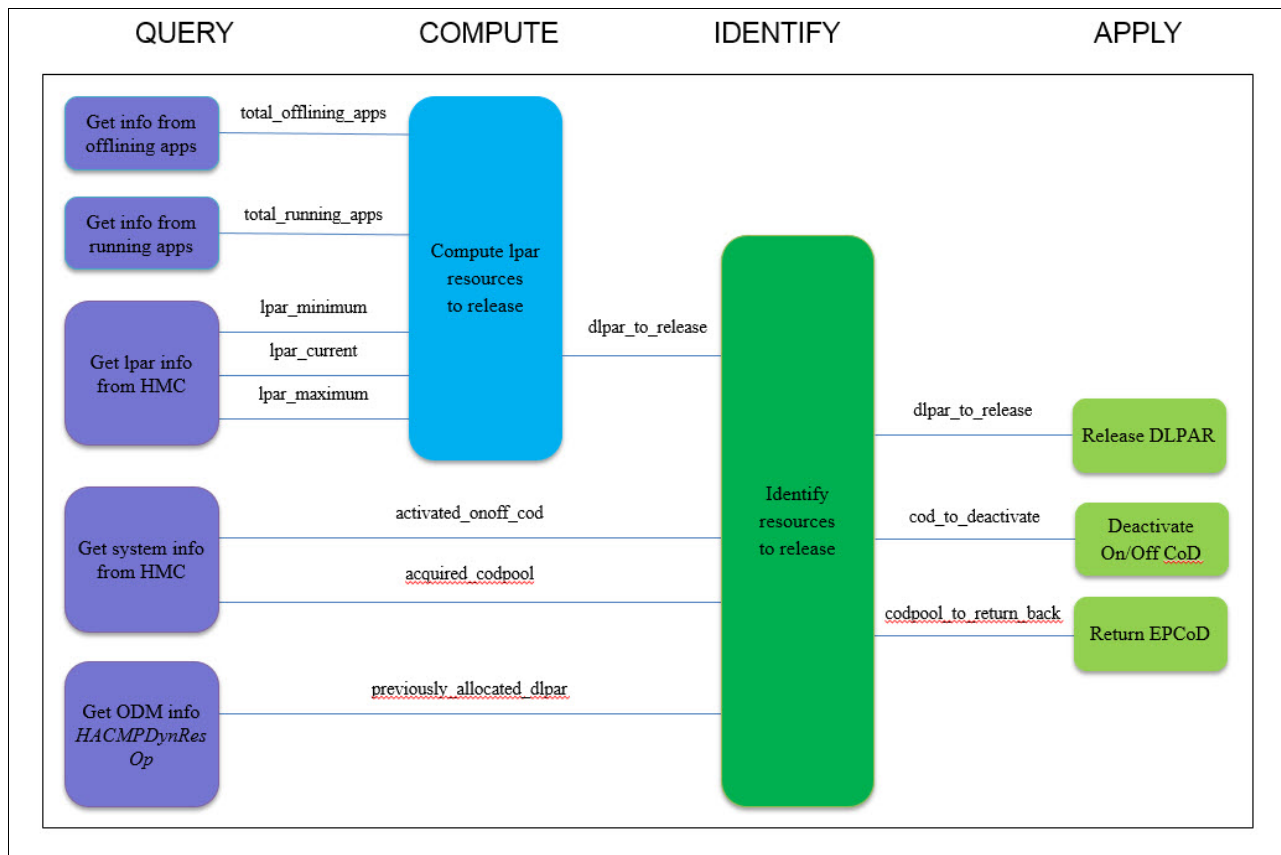 QUERY
COMPUTE
IDENTIFY
APPLY
Get info from
offlining apps
total_offlining_apps
Get info from
running apps
total_running_apps
Get lpar info
from HMC
lpar_minimum
lpar_current
lpar_maximum
Compute lpar
resources
to release
dlpar_to_release
Get system info
from HMC
activated_onoff_cod
acquired_codpool
Get ODM info
HACMPDynRes
Op
previously_allocated_dlpar
Identify
resources
to release
dlpar_to_release
Release DLPAR
cod_to_deactivate
Deactivate
On/Off CoD
codpool_to_return_back
Return EPCoD